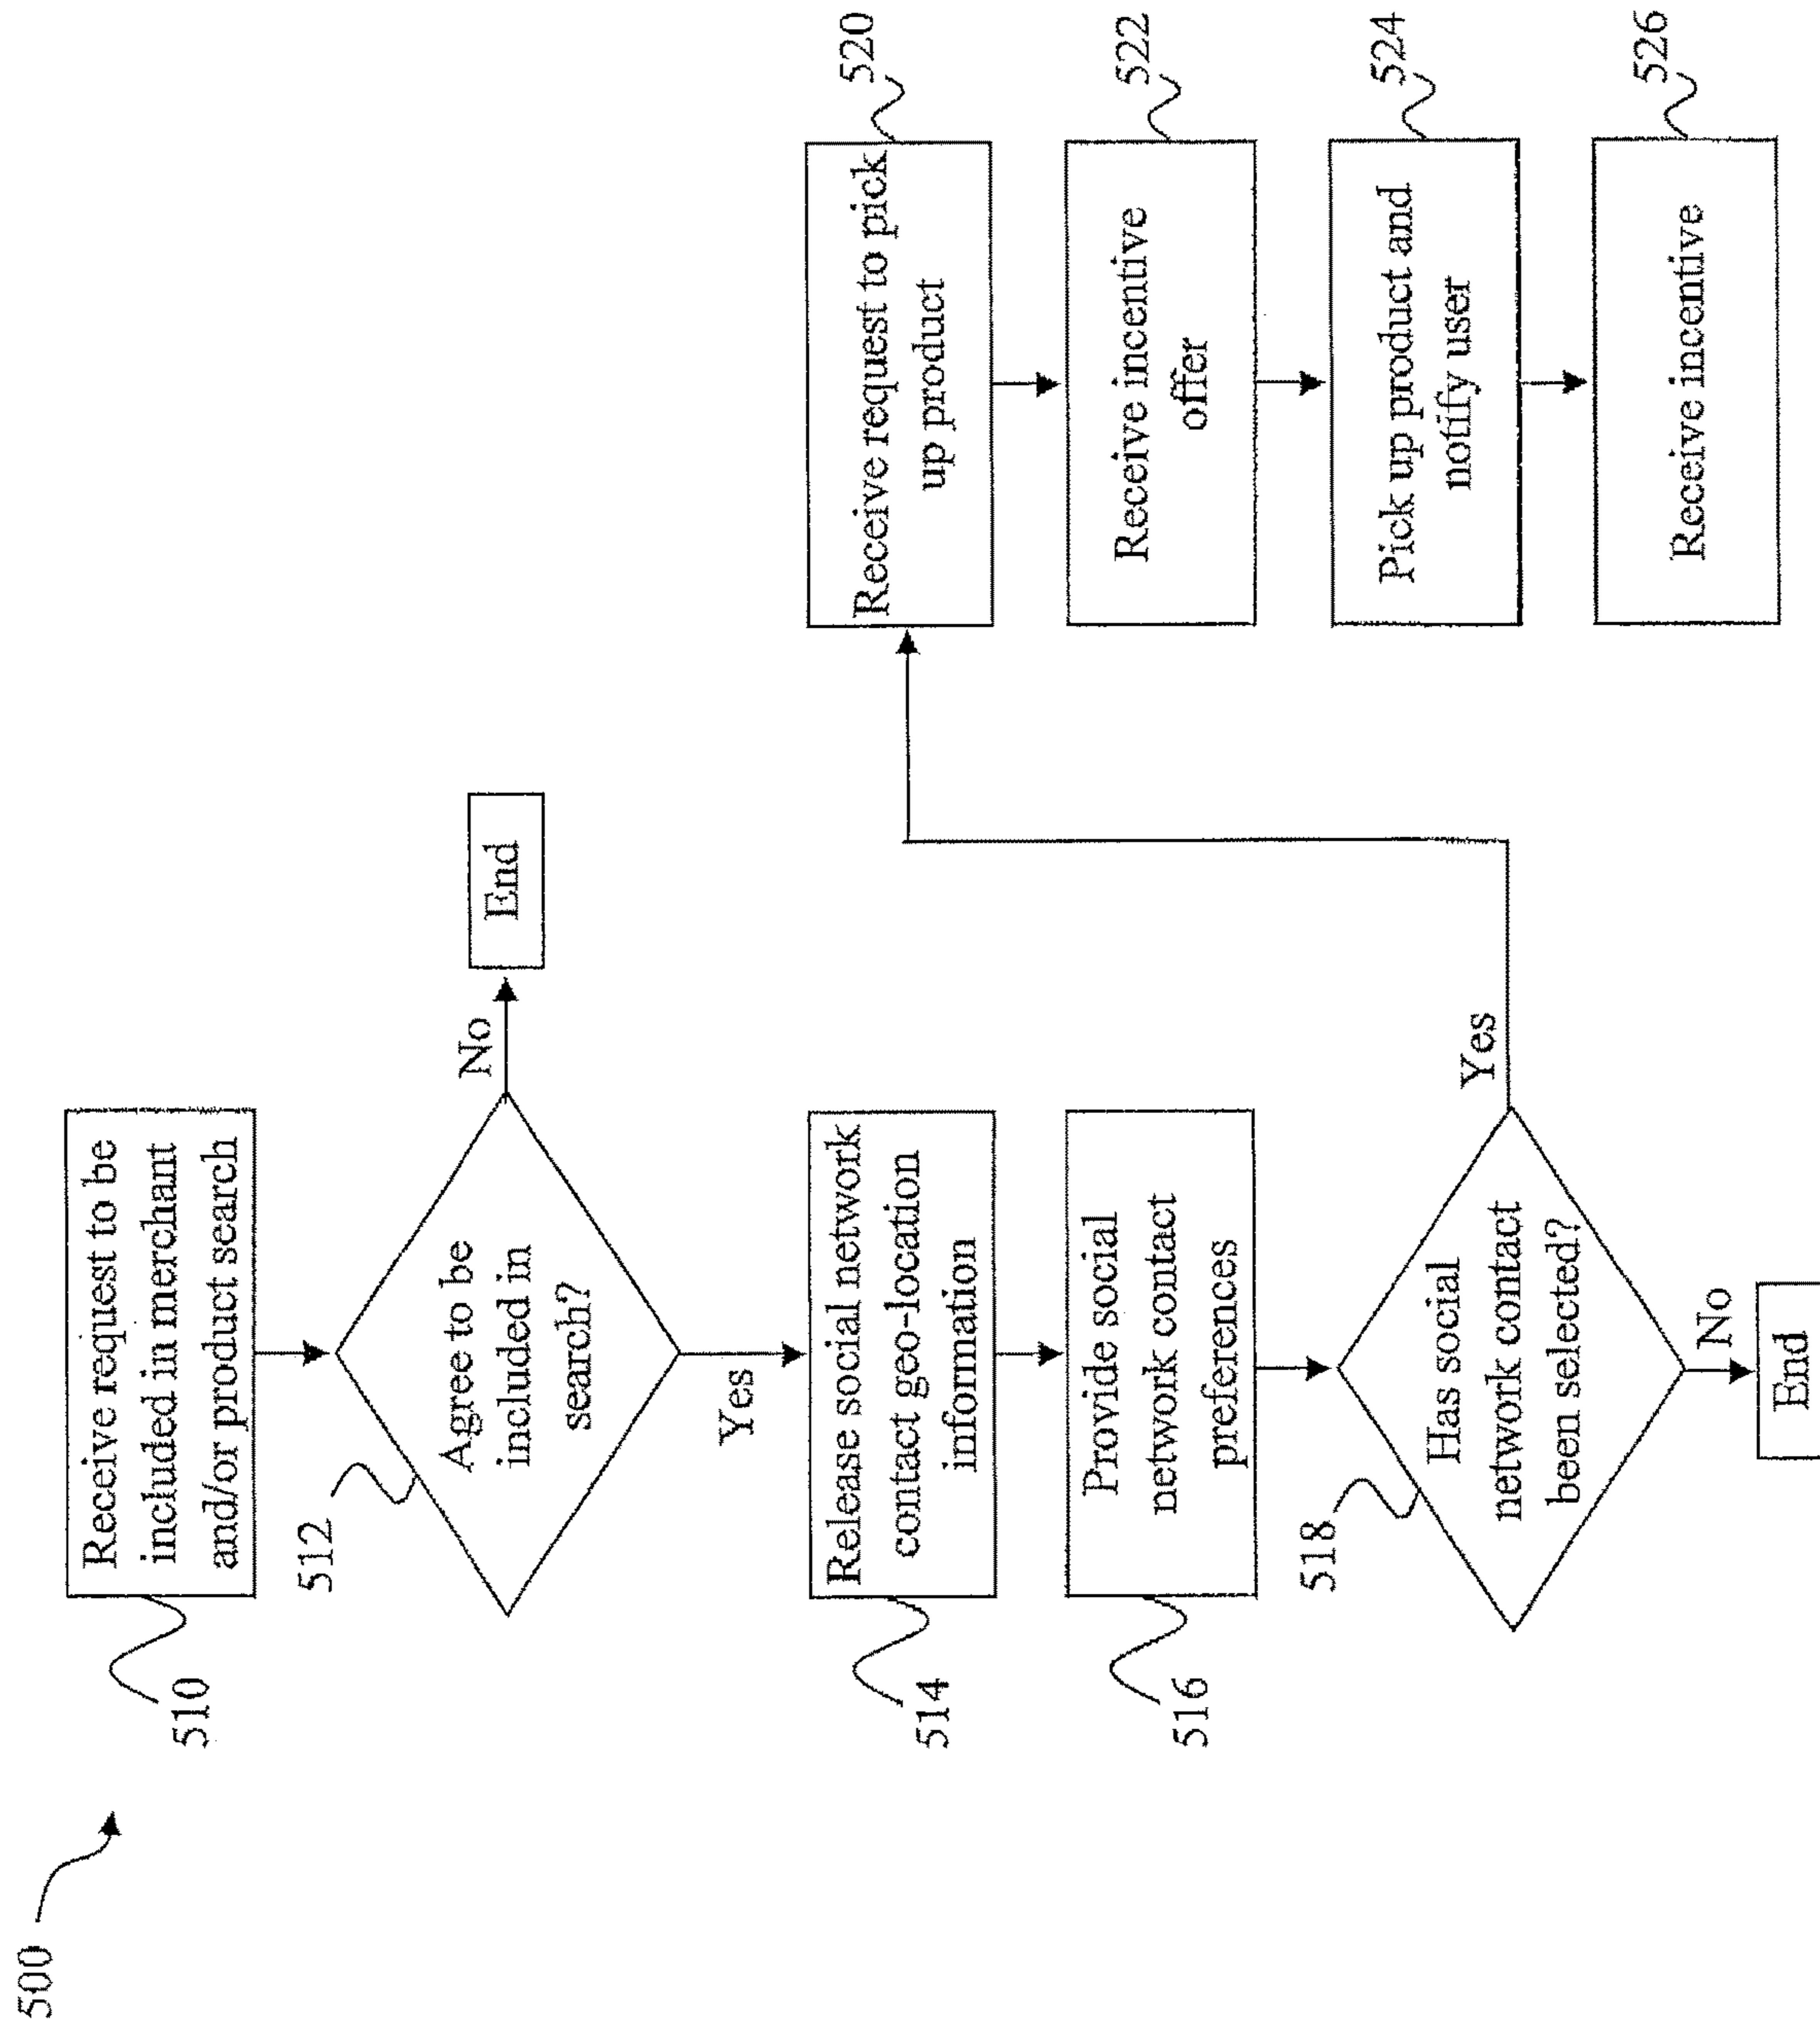 500
510
Receive request to be
included in merchant
and/or product search
512
Agree to be
included in
search?
No
End
Yes
514
Release social network
contact geo-location
information
516
Provide social
network contact
preferences
518
Has social
network contact
been selected?
No
End
Yes
Receive request to pick
up product
520
Receive incentive
offer
522
Pick up product and
notify user
524
Receive incentive
526